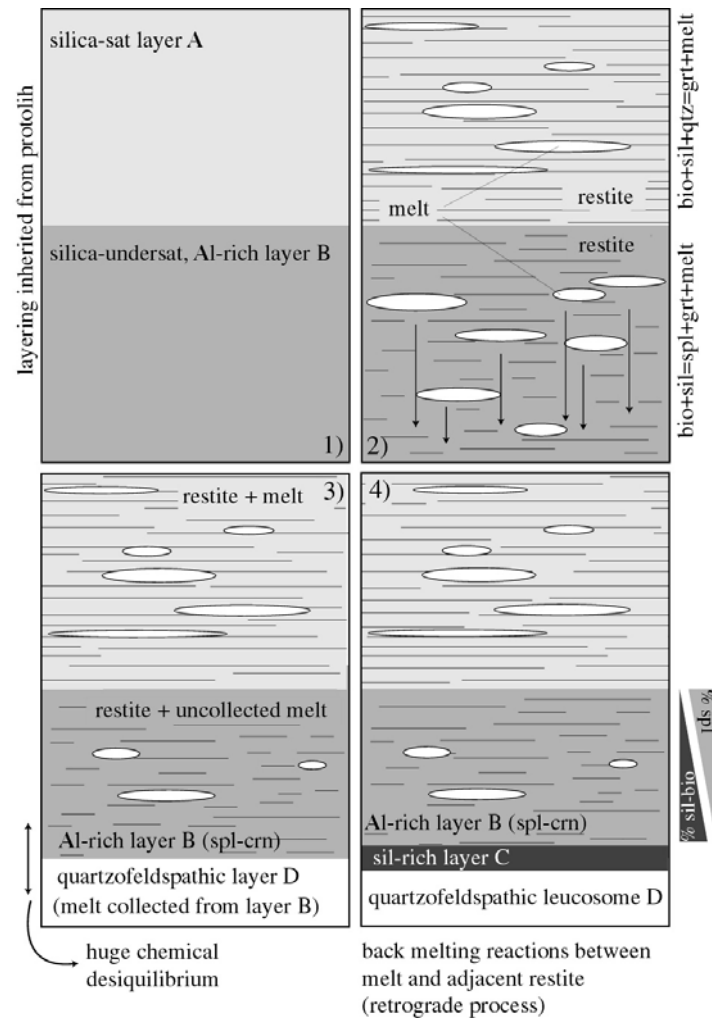 layering inherited from protolih
silica-sat layer A
silica-undersat, Al-rich layer B
1)
melt
restite
restite
2)
bio+sil+qtz=grt+melt
bio+sil=spl+grt+melt
3)
restite + melt
restite + uncollected melt
Al-rich layer B (spl-crn)
quartzofeldspathic layer D
(melt collected from layer B)
huge chemical
desiquilibrium
4)
Al-rich layer B (spl-crn)
sil-rich layer C
quartzofeldspathic leucosome D
% sil-bio
% spl
back melting reactions between
melt and adjacent restite
(retrograde process)